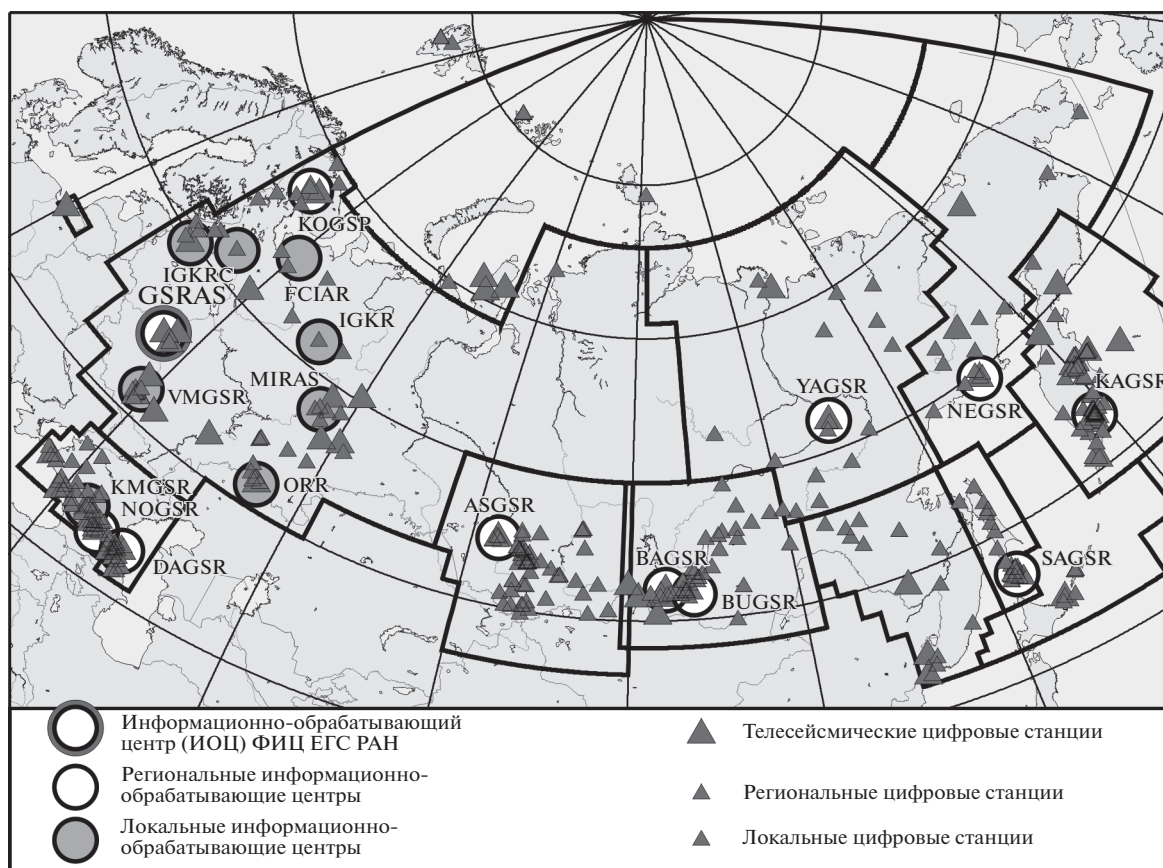 KOGSP
IGKRC
GSRAS
FCIAR
IGKR
MIRAS
VMGSR
YAGSR
NEGSR
KAGSR
KMGSR
NOGSR
ORR
ASGSR
DAGSR
BAGSR
BUGSR
SAGSR
Информационно-обрабатывающий
центр (ИОЦ) ФИЦ ЕГС РАН
Региональные информационно-
обрабатывающие центры
Локальные информационно-
обрабатывающие центры
Телесейсмические цифровые станции
Региональные цифровые станции
Локальные цифровые станции